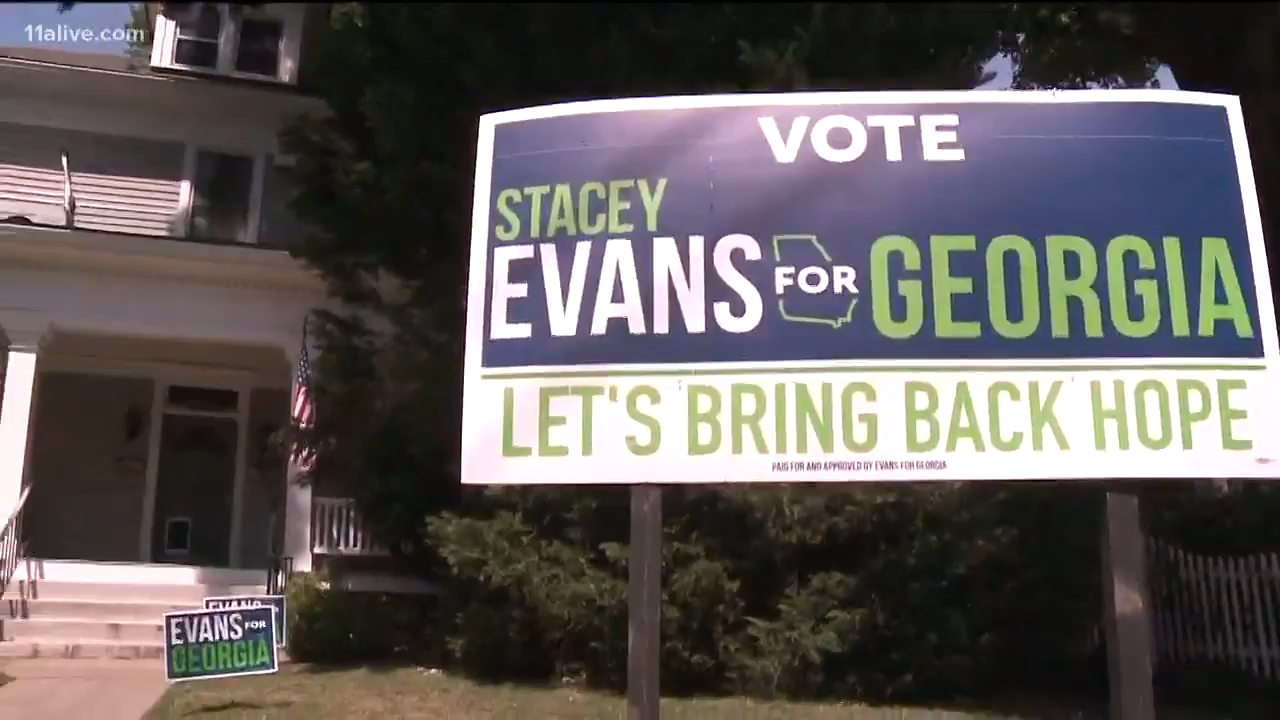 11alive.com
VOTE
STACEY
EVANS FOR GEORGIA
LET'S BRING BACK HOPE
PAID FOR AND APPROVED BY EVANS FOR GEORGIA
EVANS
EVANS FOR
GEORGIA